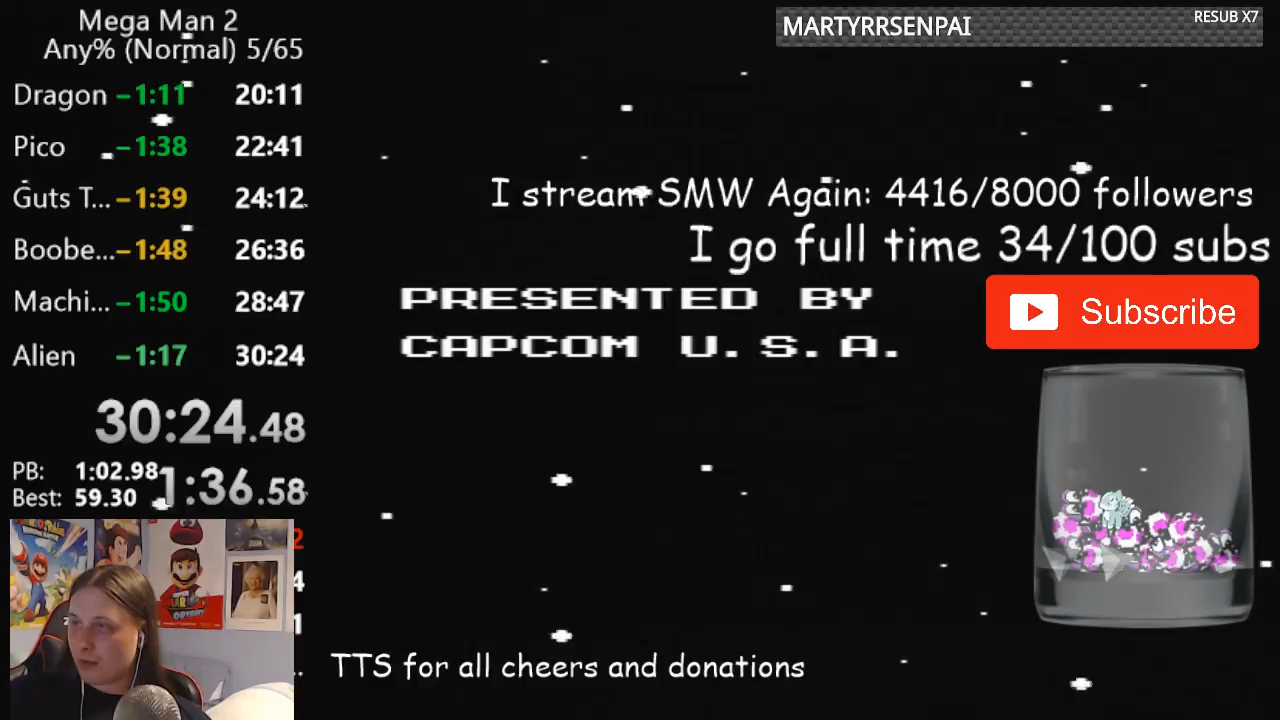 Mega Man 2
Any% (Normal) 5/65
Dragon -1:11 20:11
Pico -1:38 22:41
Guts T... -1:39 24:12
Boobe... -1:48 26:36
Machi... -1:50 28:47
Alien -1:17 30:24
30:24.48
PB: 1:02.98
Best: 59.30
1:36.58
2
4
1
MARTYRRSENPAI
RESUB X7
I stream SMW Again: 4416/8000 followers
I go full time 34/100 subs
PRESENTED BY
CAPCOM U.S.A.
Subscribe
TTS for all cheers and donations